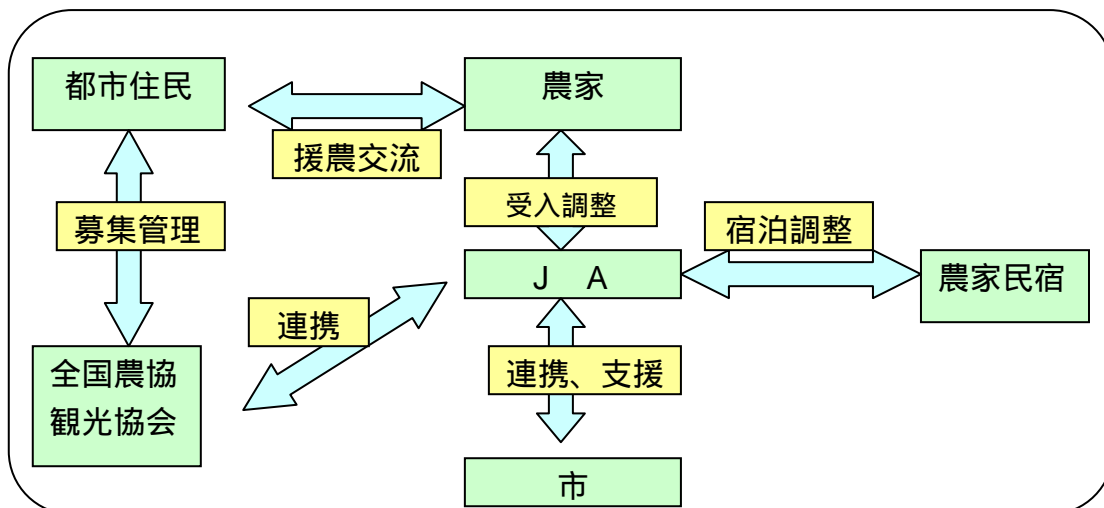 都市住民
農家
援農交流
募集管理
受入調整
宿泊調整
J A
農家民宿
連携
全国農協
観光協会
連携、支援
市